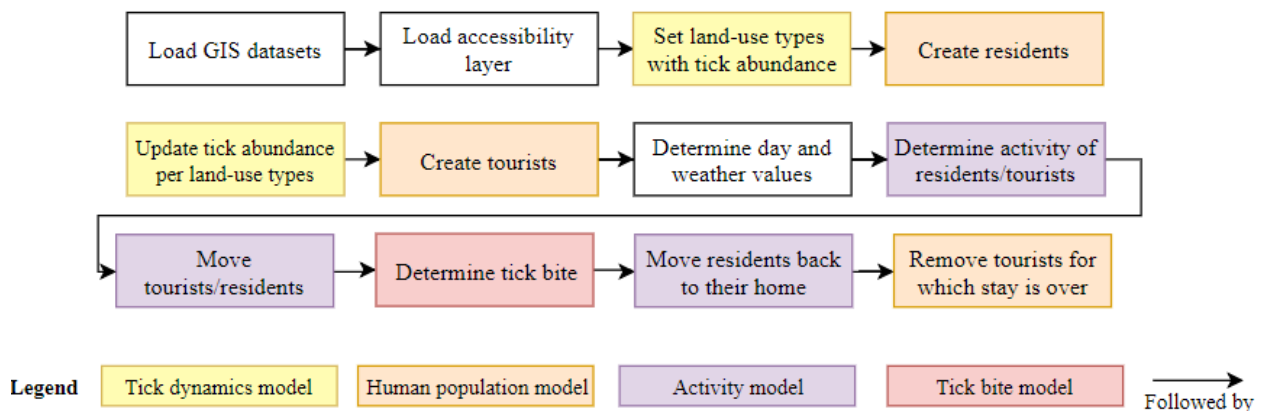 Load GIS datasets
Load accessibility
layer
Set land-use types
with tick abundance
Create residents
Update tick abundance
per land-use types
Create tourists
Determine day and
weather values
Determine activity of
residents/tourists
Move
tourists/residents
Determine tick bite
Move residents back
to their home
Remove tourists for
which stay is over
Legend
Tick dynamics model
Human population model
Activity model
Tick bite model
Followed by